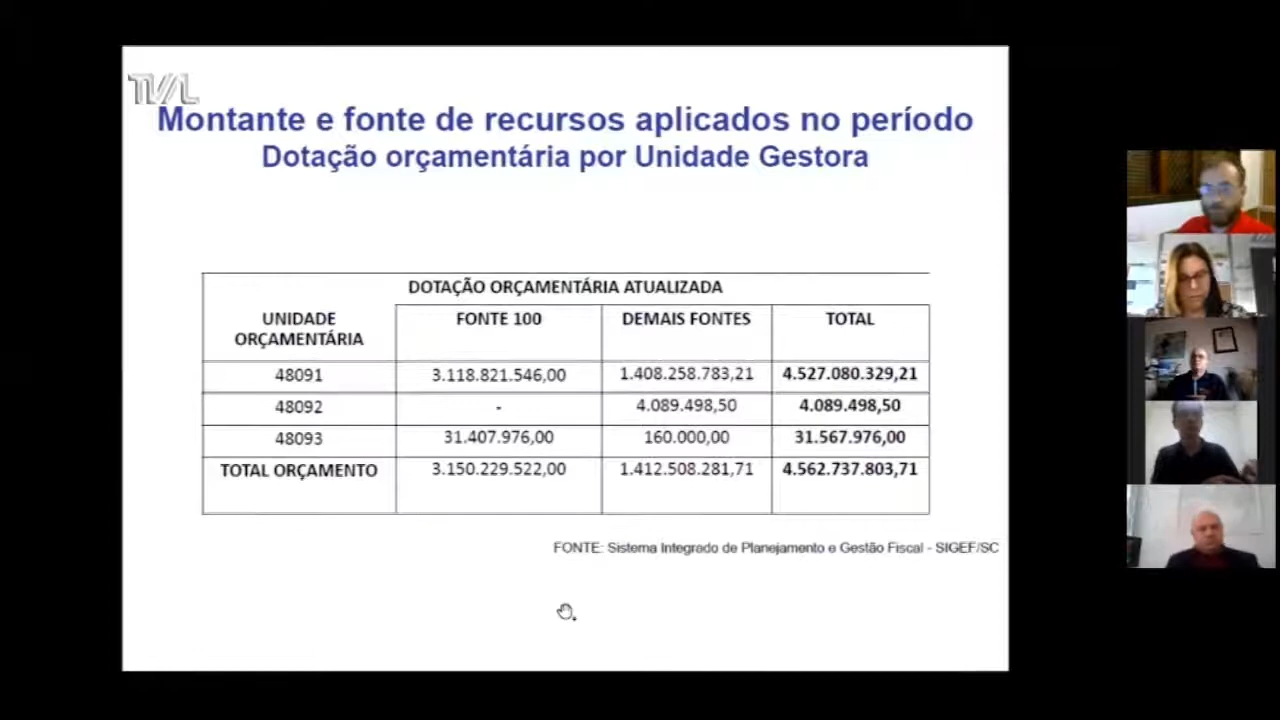 TVAL
Montante e fonte de recursos aplicados no período
Dotação orçamentária por Unidade Gestora
DOTAÇÃO ORÇAMENTÁRIA ATUALIZADA
UNIDADE ORÇAMENTÁRIA FONTE 100 DEMAIS FONTES TOTAL
48091 3.118.821.546,00 1.408.258.783,21 4.527.080.329,21
48092 - 4.089.498,50 4.089.498,50
48093 31.407.976,00 160.000,00 31.567.976,00
TOTAL ORÇAMENTO 3.150.229.522,00 1.412.508.281,71 4.562.737.803,71
FONTE: Sistema Integrado de Planejamento e Gestão Fiscal - SIGEF/SC